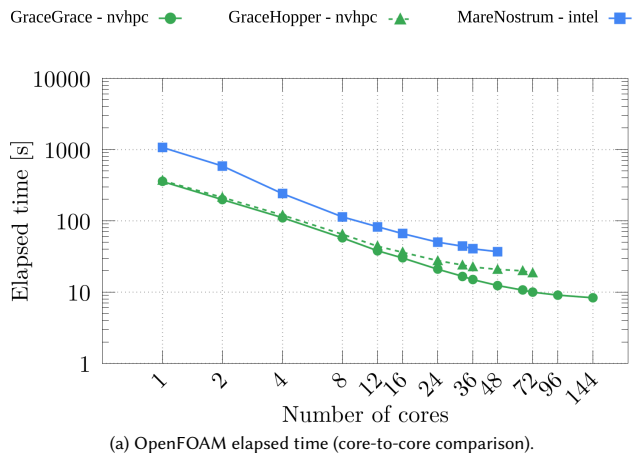 GraceGrace - nvhpc GraceHopper - nvhpc MareNostrum - intel
10000
1000
100
10
1
Elapsed time [s]
1 2 4 8 12 16 24 36 48 72 96 144
Number of cores
(a) OpenFOAM elapsed time (core-to-core comparison).